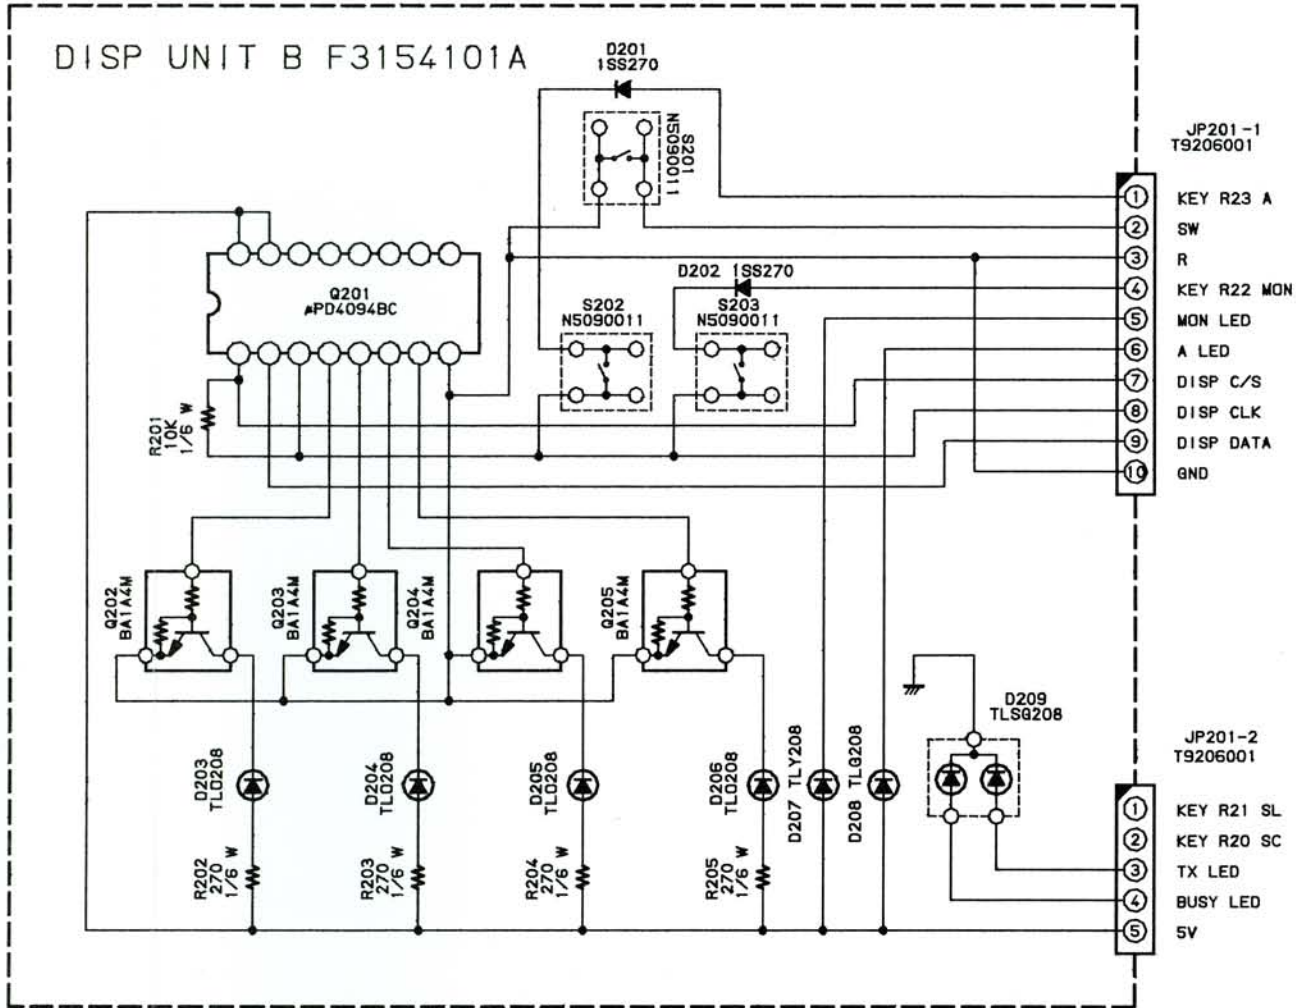 DISP UNIT B F3154101A
D201
1SS270
S201
N5090011
JP201-1
T9206001
1 KEY R23 A
2 SW
3 R
4 KEY R22 MON
5 MON LED
6 A LED
7 DISP C/S
8 DISP CLK
9 DISP DATA
10 GND
Q201
µPD4094BC
D202 1SS270
S202
N5090011
S203
N5090011
R201
10K
1/6 W
Q202
BA1A4M
Q203
BA1A4M
Q204
BA1A4M
Q205
BA1A4M
D203
TLO208
D204
TLO208
D205
TLO208
D206
TLO208
D207 TLY208
D208 TLG208
D209
TLSG208
R202
270
1/6 W
R203
270
1/6 W
R204
270
1/6 W
R205
270
1/6 W
JP201-2
T9206001
1 KEY R21 SL
2 KEY R20 SC
3 TX LED
4 BUSY LED
5 5V